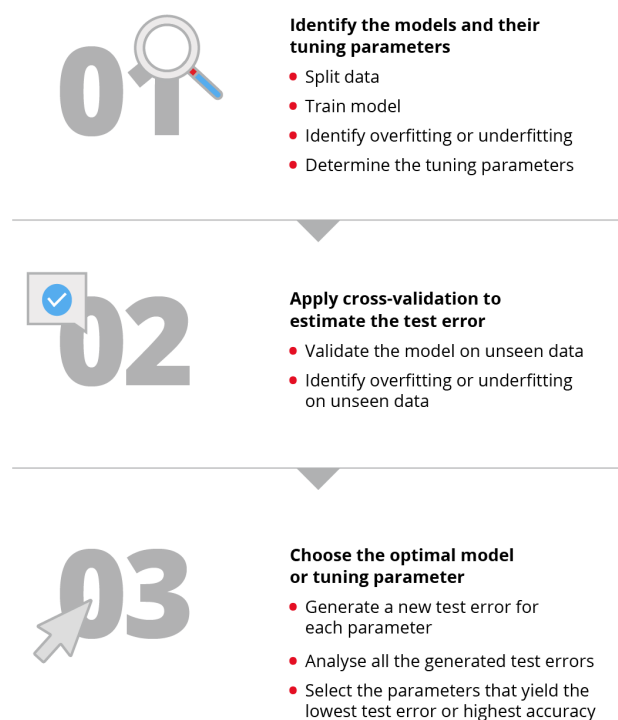 01
Identify the models and their
tuning parameters
Split data
Train model
Identify overfitting or underfitting
Determine the tuning parameters
02
Apply cross-validation to
estimate the test error
Validate the model on unseen data
Identify overfitting or underfitting
on unseen data
03
Choose the optimal model
or tuning parameter
Generate a new test error for
each parameter
Analyse all the generated test errors
Select the parameters that yield the
lowest test error or highest accuracy